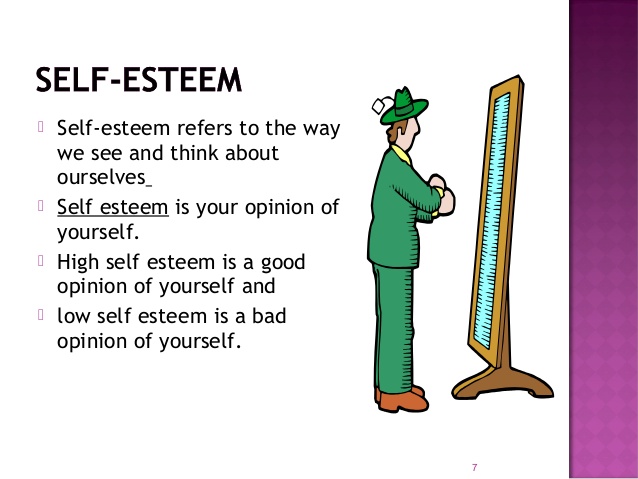 SELF-ESTEEM
Self-esteem refers to the way
we see and think about
ourselves_
Self esteem is your opinion of
yourself.
High self esteem is a good
opinion of yourself and
low self esteem is a bad
opinion of yourself.
7